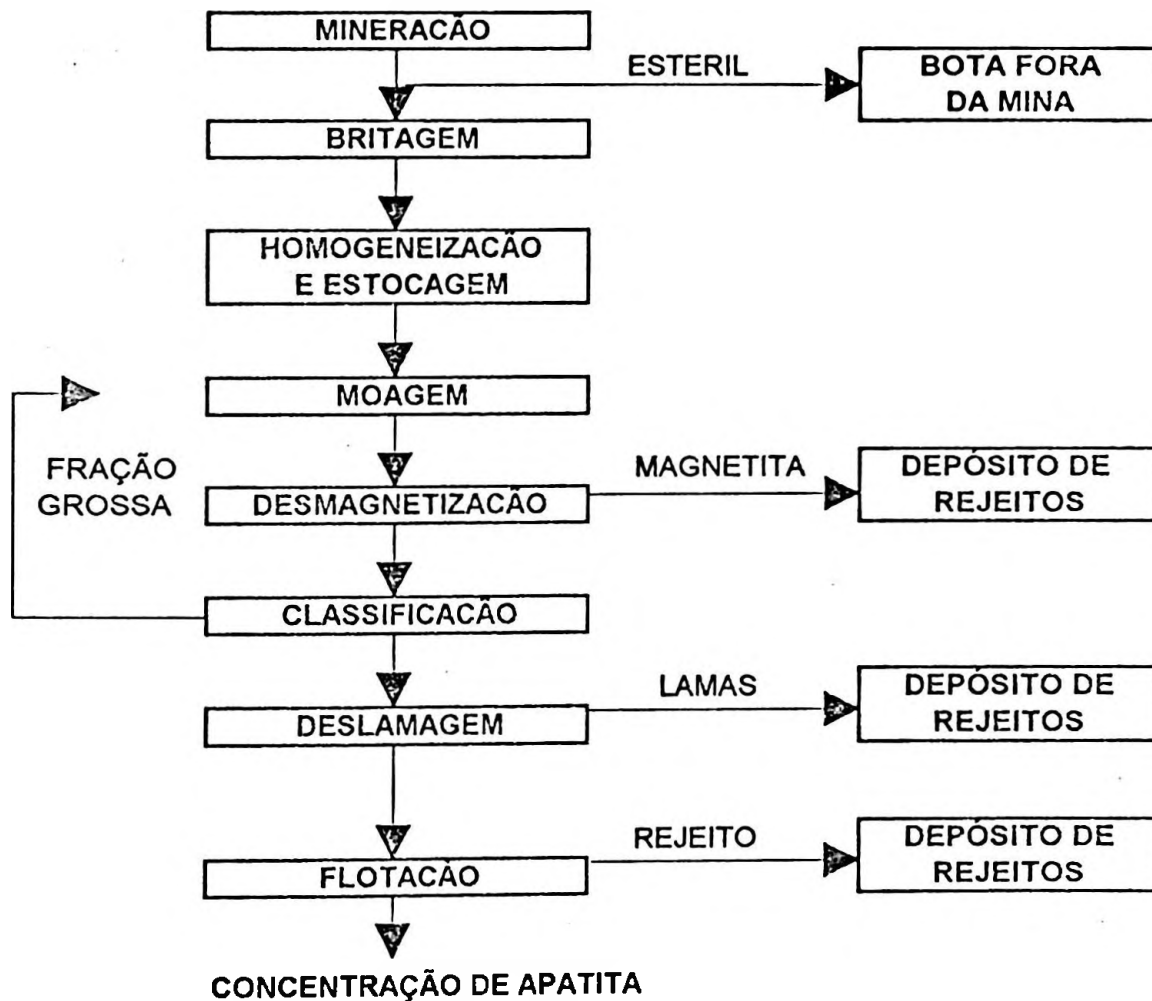 MINERACÃO
ESTERIL
BOTA FORA
DA MINA
BRITAGEM
HOMOGENEIZACÃO
E ESTOCAGEM
MOAGEM
FRAÇÃO
GROSSA
MAGNETITA
DEPÓSITO DE
REJEITOS
DESMAGNETIZACÃO
CLASSIFICACÃO
LAMAS
DEPÓSITO DE
REJEITOS
DESLAMAGEM
REJEITO
DEPÓSITO DE
REJEITOS
FLOTACÃO
CONCENTRAÇÃO DE APATITA